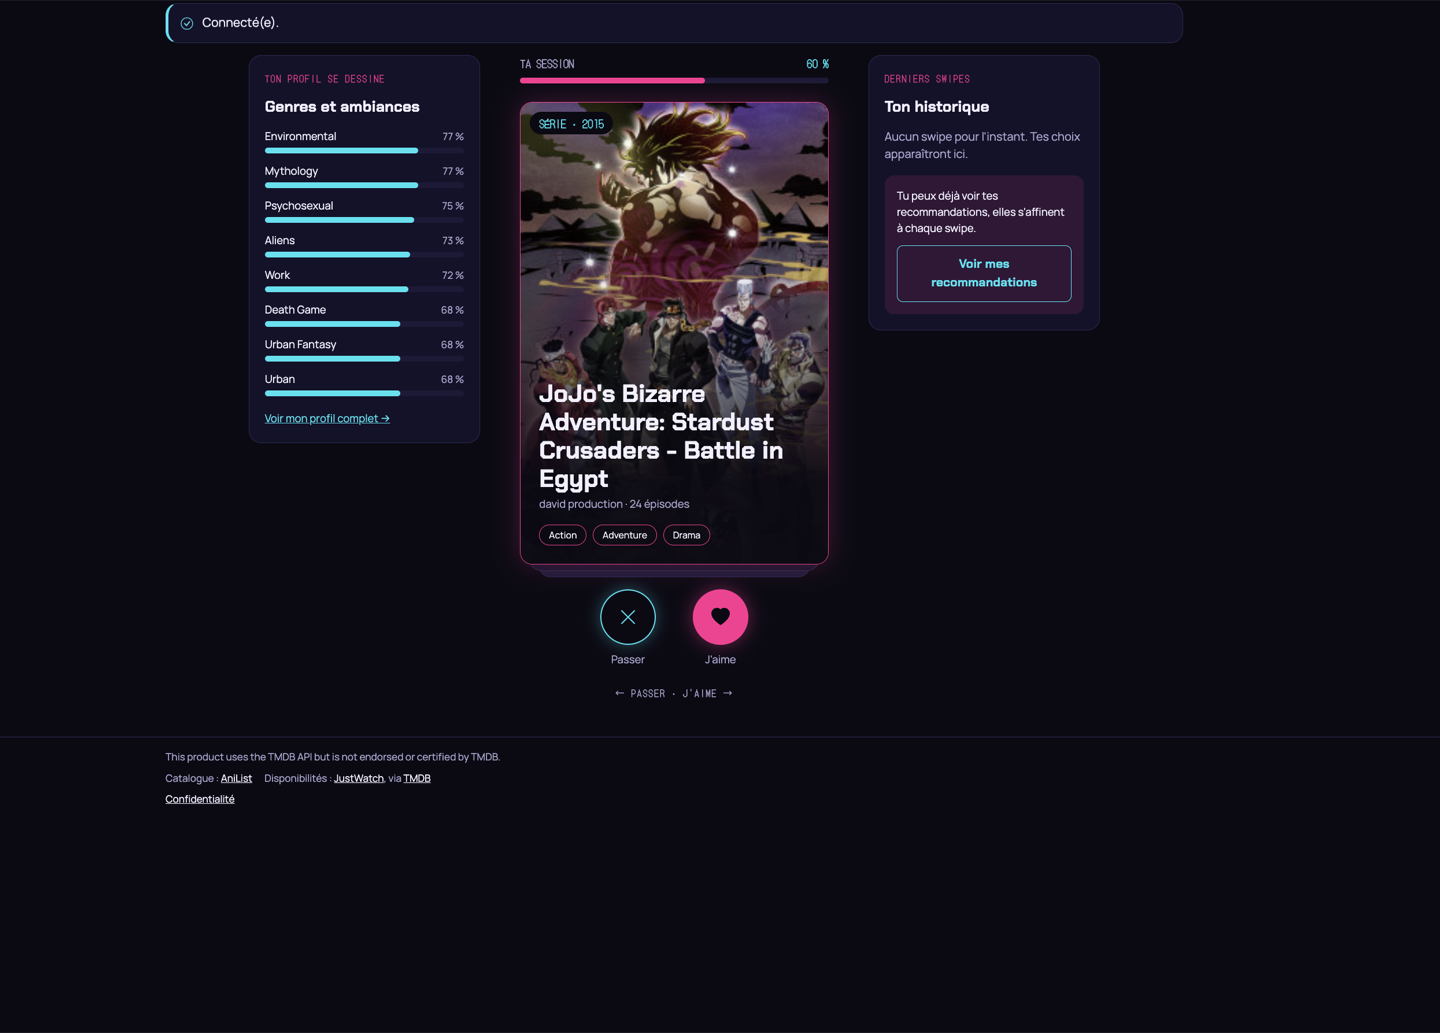 Connecté(e).
TON PROFIL SE DESSINE
Genres et ambiances
Environmental 77 %
Mythology 77 %
Psychosexual 75 %
Aliens 73 %
Work 72 %
Death Game 68 %
Urban Fantasy 68 %
Urban 68 %
Voir mon profil complet →
TA SESSION 60 %
SÉRIE · 2015
JoJo's Bizarre
Adventure: Stardust
Crusaders - Battle in
Egypt
david production · 24 épisodes
Action Adventure Drama
Passer J'aime
← PASSER · J'AIME →
DERNIERS SWIPES
Ton historique
Aucun swipe pour l'instant. Tes choix
apparaîtront ici.
Tu peux déjà voir tes
recommandations, elles s'affinent
à chaque swipe.
Voir mes
recommandations
This product uses the TMDB API but is not endorsed or certified by TMDB.
Catalogue : AniList Disponibilités : JustWatch, via TMDB
Confidentialité